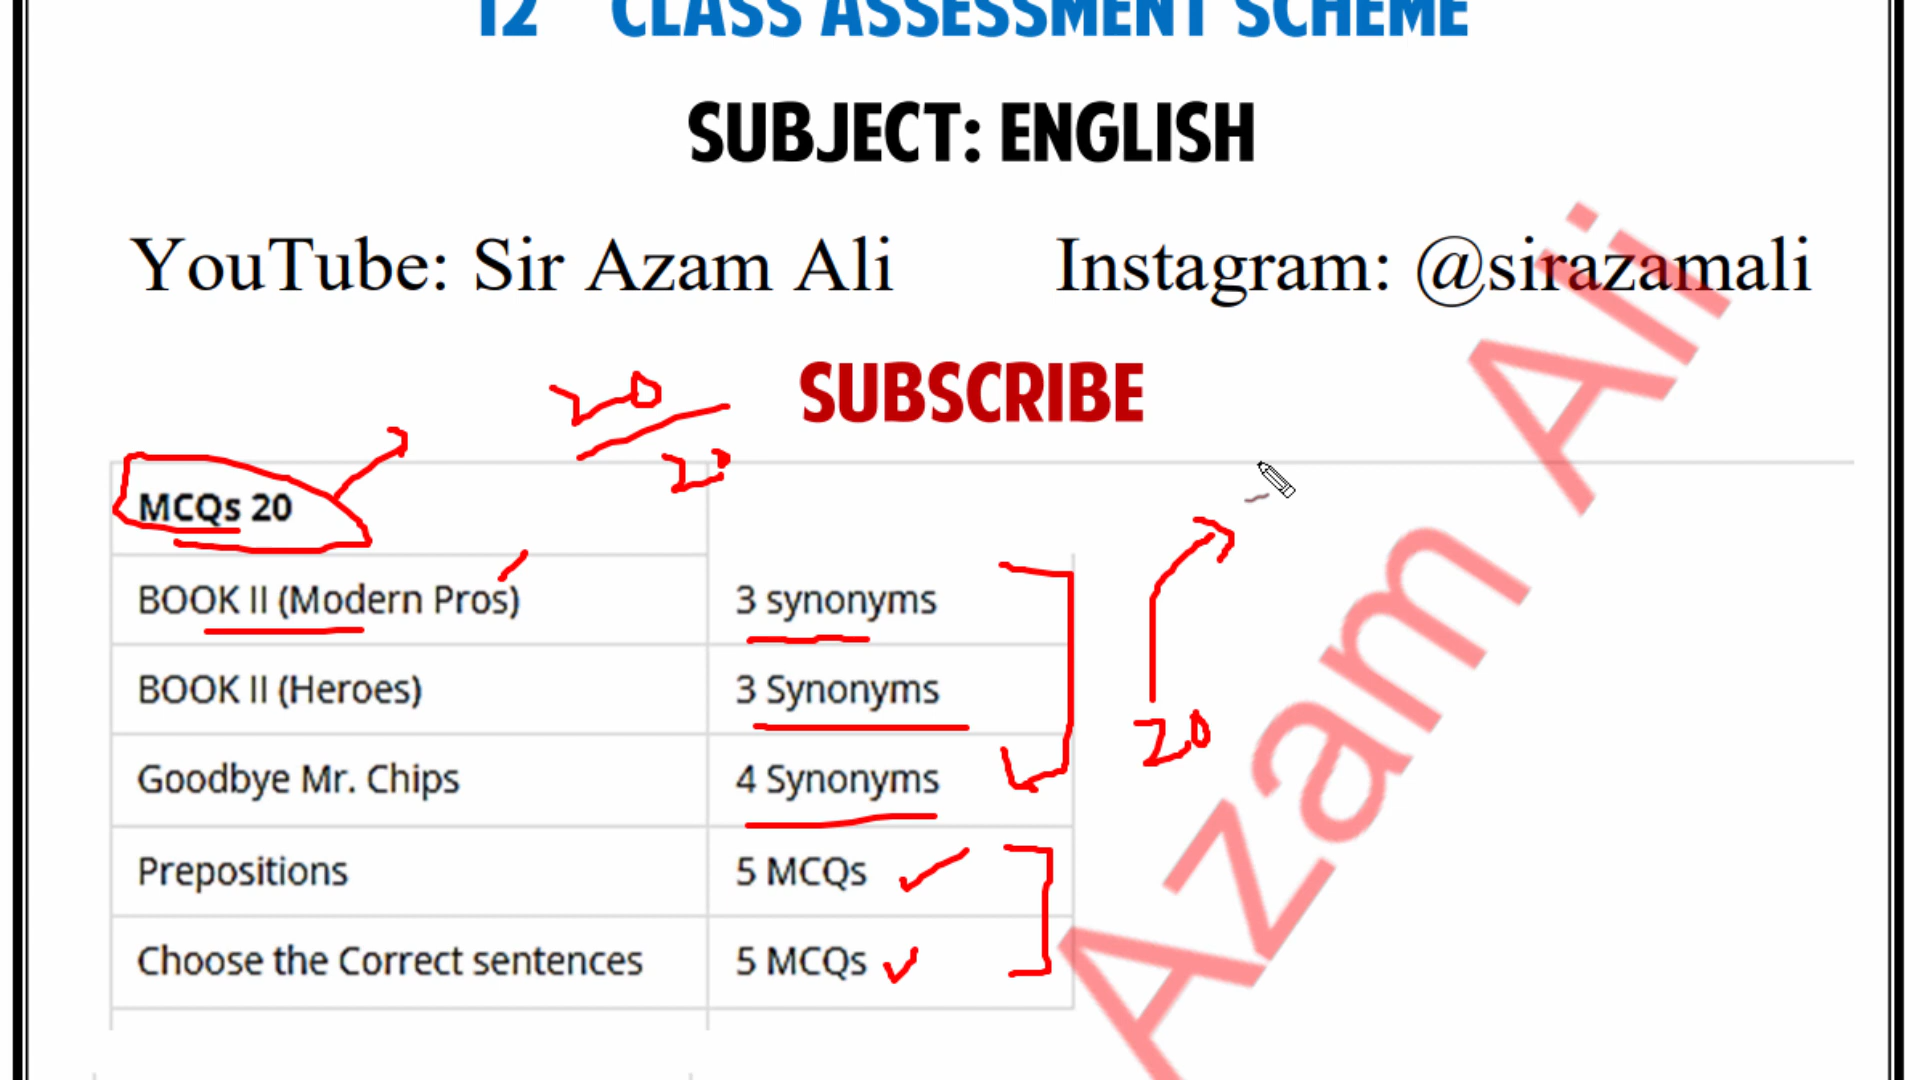 12 CLASS ASSESSMENT SCHEME
SUBJECT: ENGLISH
YouTube: Sir Azam Ali Instagram: @sirazamali
SUBSCRIBE
20
20
MCQs 20
BOOK II (Modern Pros) 3 synonyms
BOOK II (Heroes) 3 Synonyms
20
Goodbye Mr. Chips 4 Synonyms
Prepositions 5 MCQs
Choose the Correct sentences 5 MCQs
Azam Ali